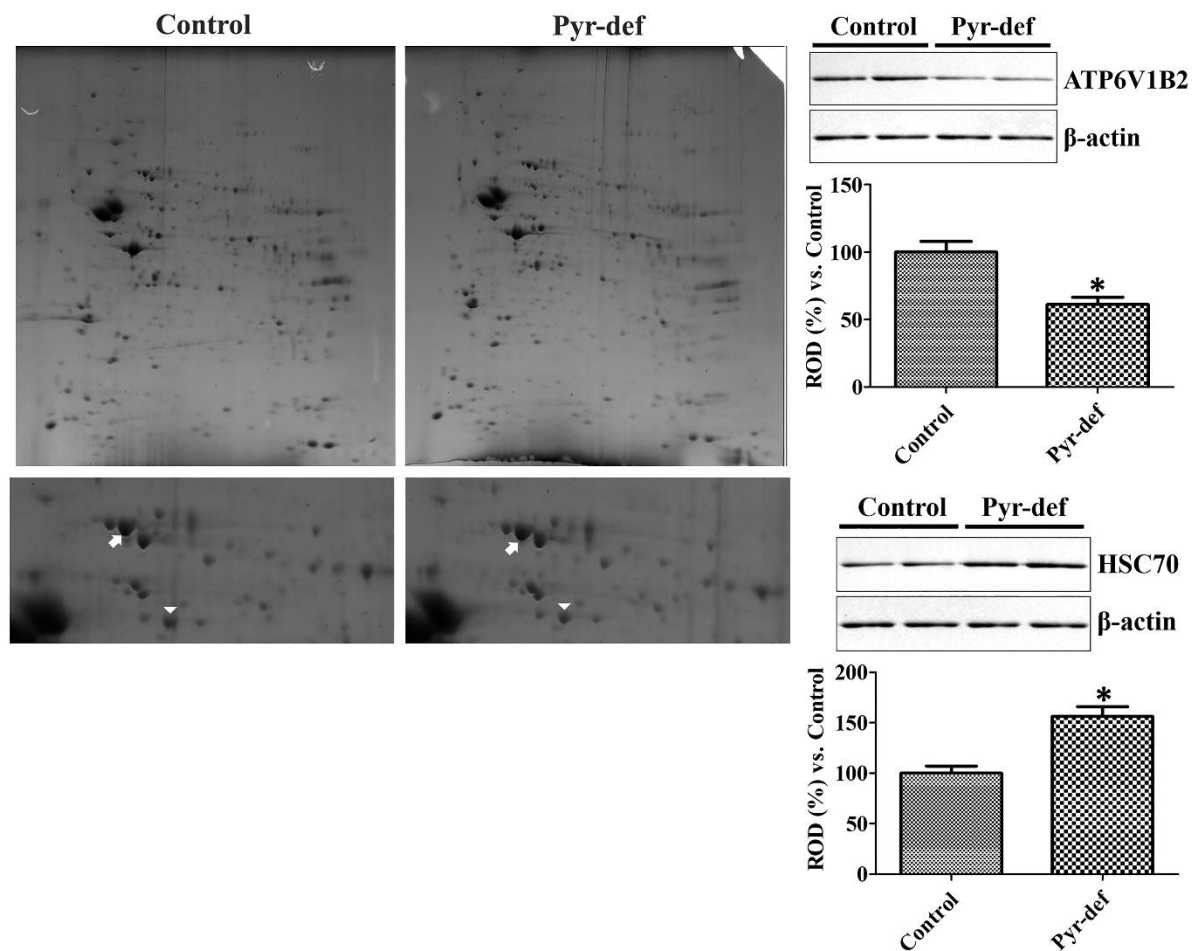 Control Pyr-def
Control Pyr-def
ATP6V1B2
β-actin
ROD (%) vs. Control
150
100
50
0
*
Control
Pyr-def
Control Pyr-def
HSC70
β-actin
ROD (%) vs. Control
200
150
100
50
0
*
Control
Pyr-def